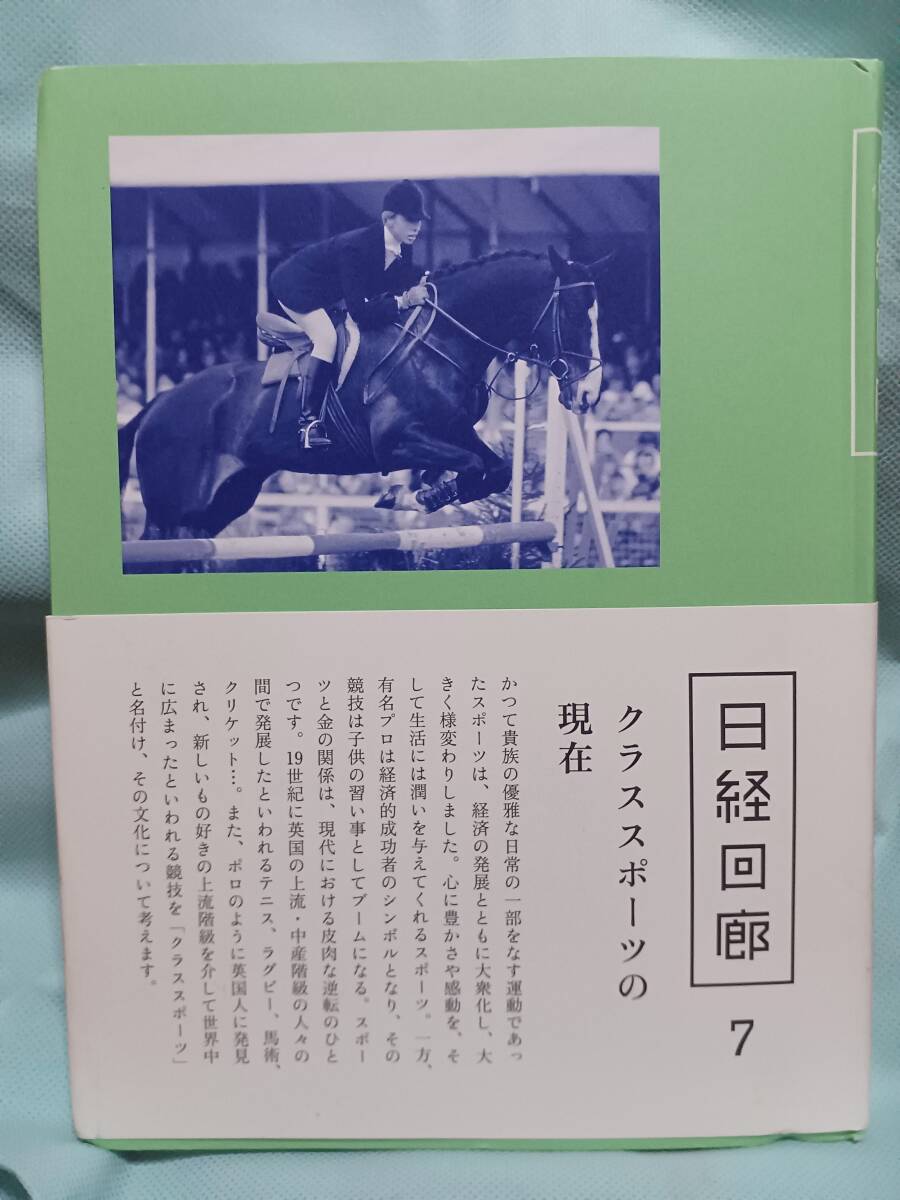 日経回廊
7
クラススポーツの
現在
かつて貴族の優雅な日常の一部をなす運動であっ
たスポーツは、経済の発展とともに大衆化し、大
きく様変わりしました。心に豊かさや感動を、そ
して生活には潤いを与えてくれるスポーツ。一方、
有名プロは経済的成功者のシンボルとなり、その
競技は子供の習い事としてブームになる。スポー
ツと金の関係は、現代における皮肉な逆転のひと
つです。19世紀に英国の上流・中産階級の人々の
間で発展したといわれるテニス、ラグビー、馬術、
クリケット…。また、ポロのように英国人に発見
され、新しいもの好きの上流階級を介して世界中
に広まったといわれる競技を「クラススポーツ」
と名付け、その文化について考えます。